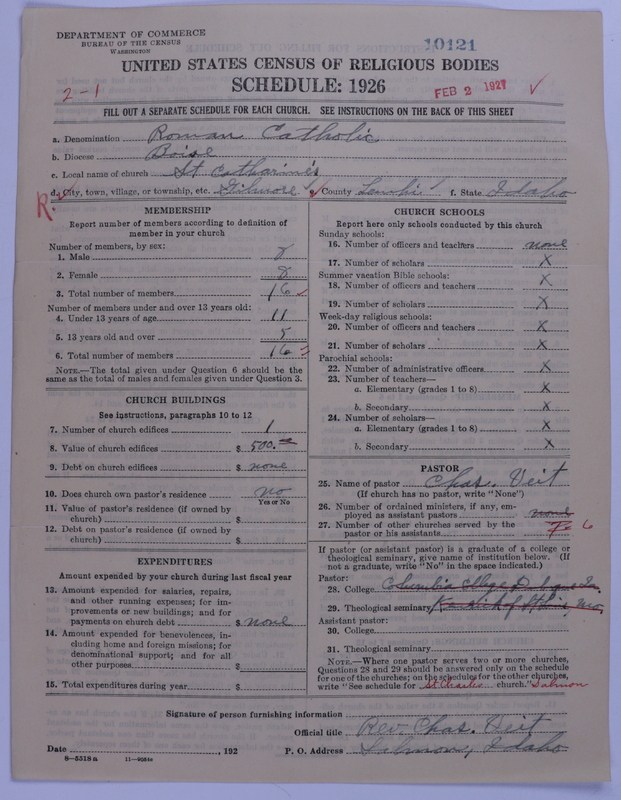 DEPARTMENT OF COMMERCE
BUREAU OF THE CENSUS
WASHINGTON
10121
UNITED STATES CENSUS OF RELIGIOUS BODIES
SCHEDULE: 1926
2-1
FEB 2 1927
FILL OUT A SEPARATE SCHEDULE FOR EACH CHURCH. SEE INSTRUCTIONS ON THE BACK OF THIS SHEET
a. Denomination Roman Catholic
b. Diocese Boise
c. Local name of church St Catharine's
d. City, town, village, or township, etc. Gilmore e. County Lemhi f. State Idaho
R.
MEMBERSHIP
Report number of members according to definition of
member in your church
Number of members, by sex:
1. Male 8
2. Female 8
3. Total number of members 16
Number of members under and over 13 years old:
4. Under 13 years of age 11
5. 13 years old and over 5
6. Total number of members 16
NOTE.—The total given under Question 6 should be
same as the total of males and females given under Question 3.
CHURCH BUILDINGS
See instructions, paragraphs 10 to 12
7. Number of church edifices 1
8. Value of church edifices $ 500.
9. Debt on church edifices $ none
10. Does church own pastor's residence no
Yes or No
11. Value of pastor's residence (if owned by
church) $
12. Debt on pastor's residence (if owned by
church) $
EXPENDITURES
Amount expended by your church during last fiscal year
13. Amount expended for salaries, repairs,
and other running expenses; for im-
provements or new buildings; and for
payments on church debt $ none
14. Amount expended for benevolences, in-
cluding home and foreign missions; for
denominational support; and for all
other purposes $
15. Total expenditures during year $
CHURCH SCHOOLS
Report here only schools conducted by this church
Sunday schools:
16. Number of officers and teachers none
17. Number of scholars X
Summer vacation Bible schools:
18. Number of officers and teachers X
19. Number of scholars X
Week-day religious schools:
20. Number of officers and teachers X
21. Number of scholars X
Parochial schools:
22. Number of administrative officers X
23. Number of teachers—
a. Elementary (grades 1 to 8) X
b. Secondary X
24. Number of scholars—
a. Elementary (grades 1 to 8) X
b. Secondary X
PASTOR
25. Name of pastor Chas. Veit
(If church has no pastor, write "None")
26. Number of ordained ministers, if any, em-
ployed as assistant pastors none
27. Number of other churches served by the
pastor or his assistants 6
If pastor (or assistant pastor) is a graduate of a college or
theological seminary, give name of institution below. (If
not a graduate, write "No" in the space indicated.)
Pastor:
28. College Columbia College Dubuque Ia.
29. Theological seminary Kenrick of St Louis, Mo
Assistant pastor:
30. College
31. Theological seminary
NOTE.—Where one pastor serves two or more churches,
Questions 28 and 29 should be answered only on the schedule
for one of the churches; on the schedules for the other churches,
write "See schedule for St Charles church." Salmon
Signature of person furnishing information
Official title Rev. Chas. Veit
Date , 192 P. O. Address Salmon, Idaho
8—5518 a 11—9054c